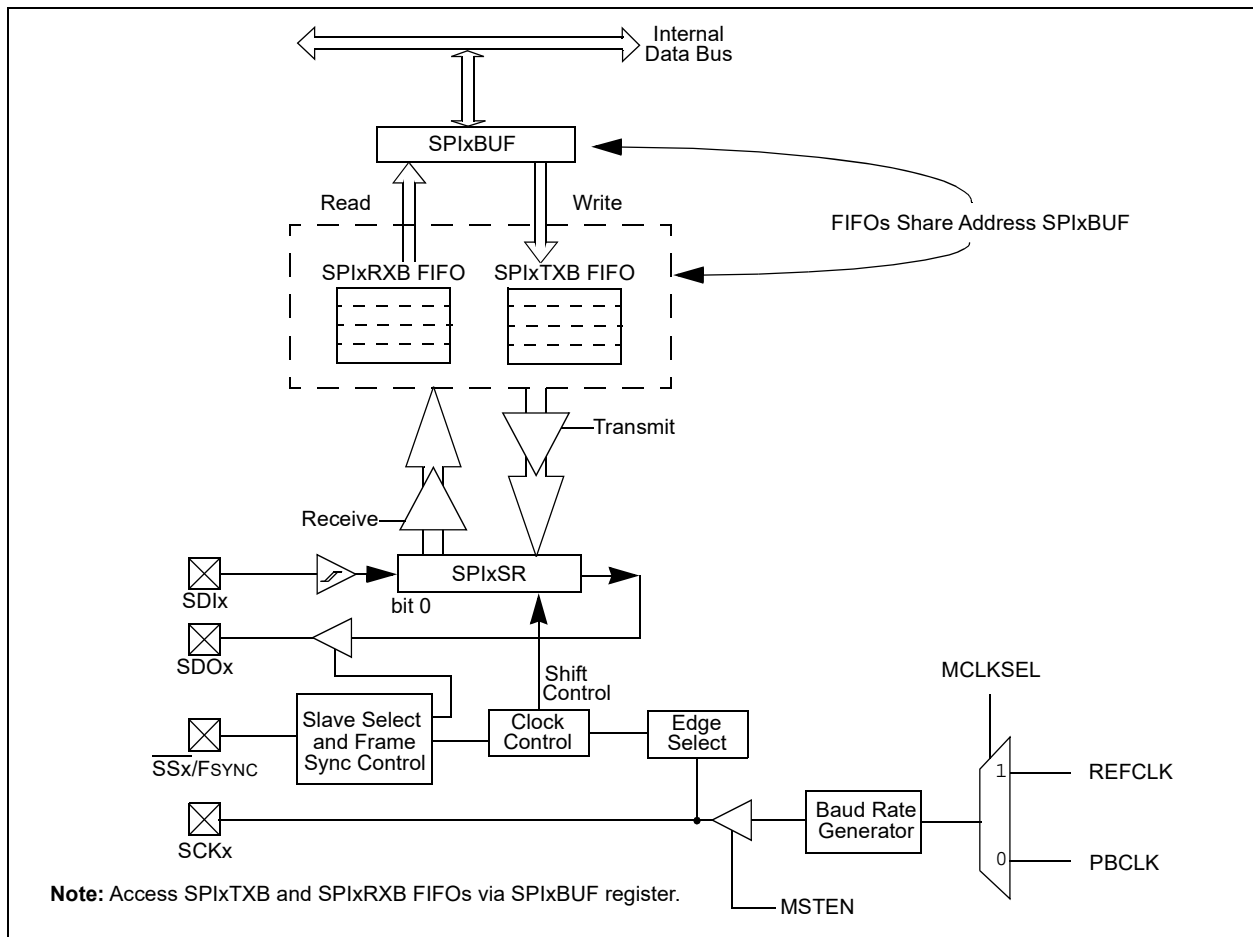 Internal
Data Bus
SPIxBUF
Read
Write
FIFOs Share Address SPIxBUF
SPIxRXB FIFO
SPIxTXB FIFO
Transmit
Receive
SPIxSR
SDIx
bit 0
SDOx
Shift
Control
MCLKSEL
Slave Select
and Frame
Sync Control
Clock
Control
Edge
Select
SSx/FSYNC
1
REFCLK
Baud Rate
Generator
SCKx
0
PBCLK
Note: Access SPIxTXB and SPIxRXB FIFOs via SPIxBUF register.
MSTEN